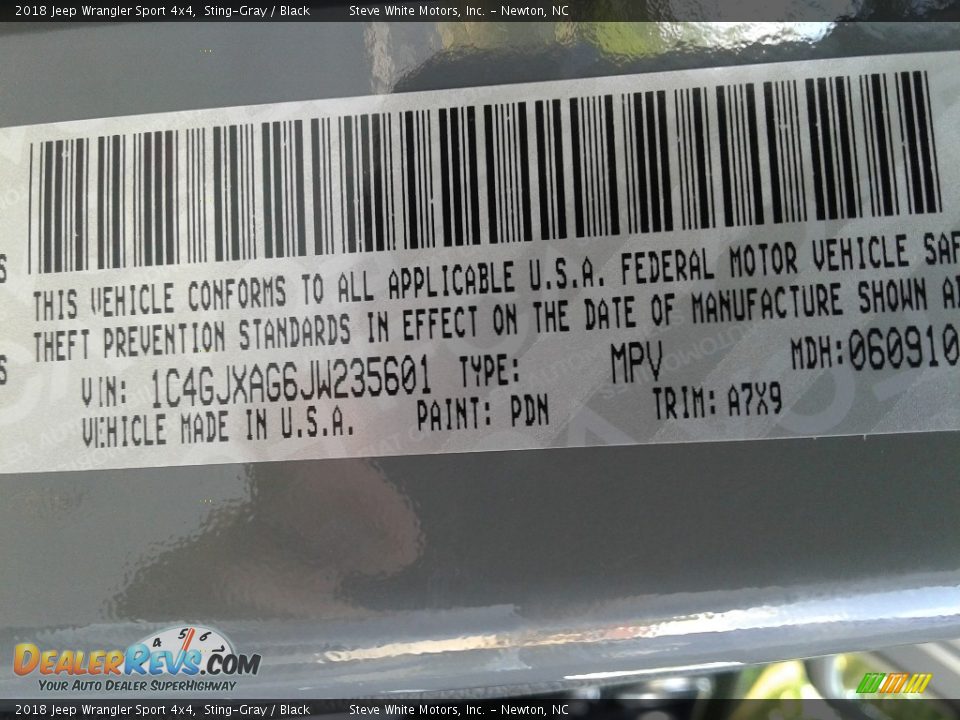 2018 Jeep Wrangler Sport 4x4, Sting-Gray / Black Steve White Motors, Inc. - Newton, NC
THIS VEHICLE CONFORMS TO ALL APPLICABLE U.S.A. FEDERAL MOTOR VEHICLE SAF
THEFT PREVENTION STANDARDS IN EFFECT ON THE DATE OF MANUFACTURE SHOWN
VIN: 1C4GJXAG6JW235601 TYPE: MPV MDH:060910
VEHICLE MADE IN U.S.A. PAINT: PDN TRIM: A7X9
4 5 6
DEALERREVS.COM
YOUR AUTO DEALER SUPERHIGHWAY
2018 Jeep Wrangler Sport 4x4, Sting-Gray / Black Steve White Motors, Inc. - Newton, NC